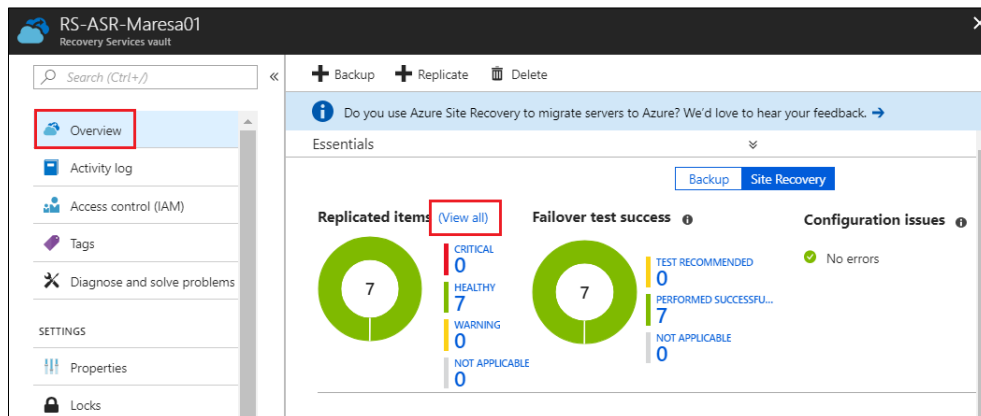 RS-ASR-Maresa01
Recovery Services vault
Search (Ctrl+/)
Overview
Activity log
Access control (IAM)
Tags
Diagnose and solve problems
SETTINGS
Properties
Locks
Backup
Replicate
Delete
Do you use Azure Site Recovery to migrate servers to Azure? We'd love to hear your feedback. →
Essentials
Backup
Site Recovery
Replicated items (View all)
7
CRITICAL
0
HEALTHY
7
WARNING
0
NOT APPLICABLE
0
Failover test success
7
TEST RECOMMENDED
0
PERFORMED SUCCESSFU...
7
NOT APPLICABLE
0
Configuration issues
No errors